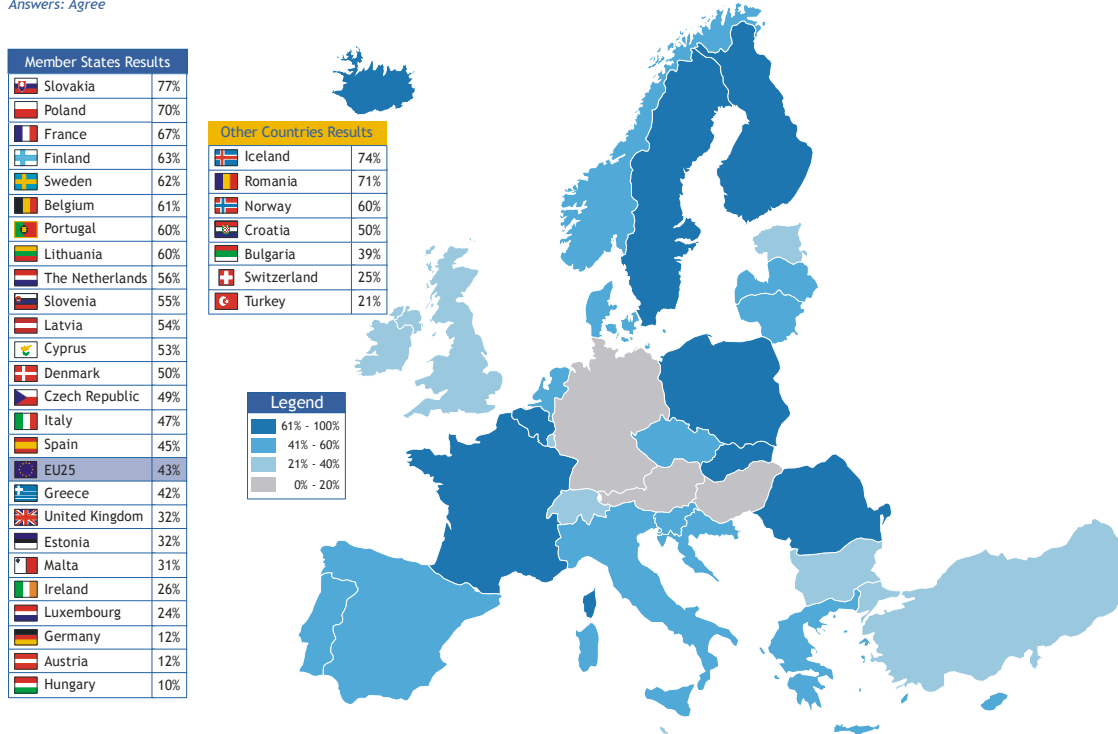 Answers: Agree
Member States Results
Slovakia 77%
Poland 70%
France 67%
Finland 63%
Sweden 62%
Belgium 61%
Portugal 60%
Lithuania 60%
The Netherlands 56%
Slovenia 55%
Latvia 54%
Cyprus 53%
Denmark 50%
Czech Republic 49%
Italy 47%
Spain 45%
EU25 43%
Greece 42%
United Kingdom 32%
Estonia 32%
Malta 31%
Ireland 26%
Luxembourg 24%
Germany 12%
Austria 12%
Hungary 10%
Other Countries Results
Iceland 74%
Romania 71%
Norway 60%
Croatia 50%
Bulgaria 39%
Switzerland 25%
Turkey 21%
Legend
61% - 100%
41% - 60%
21% - 40%
0% - 20%